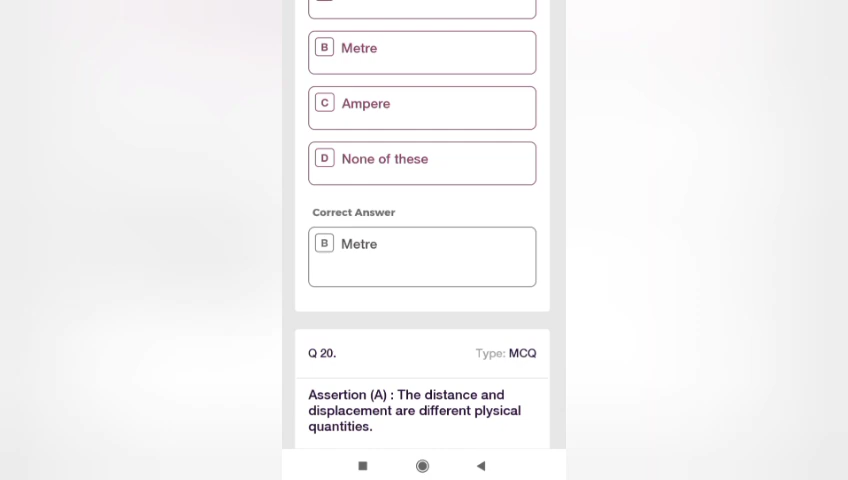 B Metre
C Ampere
D None of these
Correct Answer
B Metre
Q 20. Type: MCQ
Assertion (A) : The distance and
displacement are different plysical
quantities.